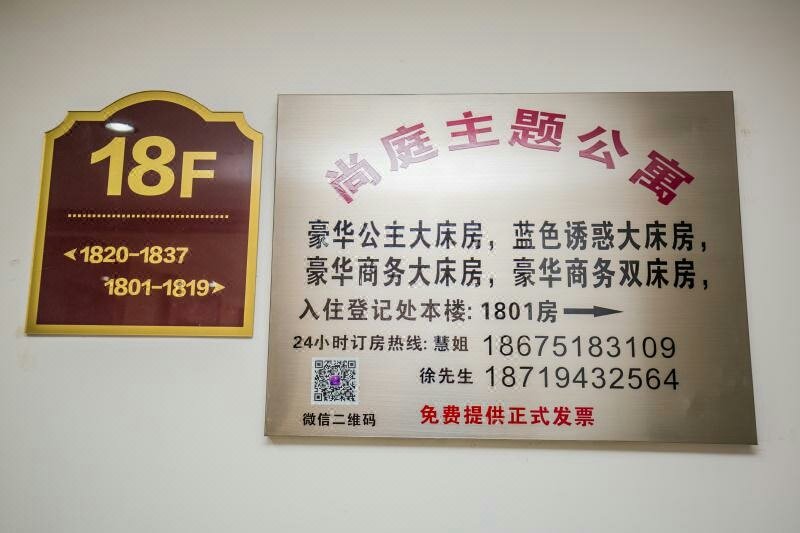 18F
1820-1837
1801-1819
尚庭主题公寓
豪华公主大床房，蓝色诱惑大床房，
豪华商务大床房，豪华商务双床房，
入住登记处本楼：1801房
24小时订房热线：慧姐 18675183109
徐先生 18719432564
微信二维码
免费提供正式发票